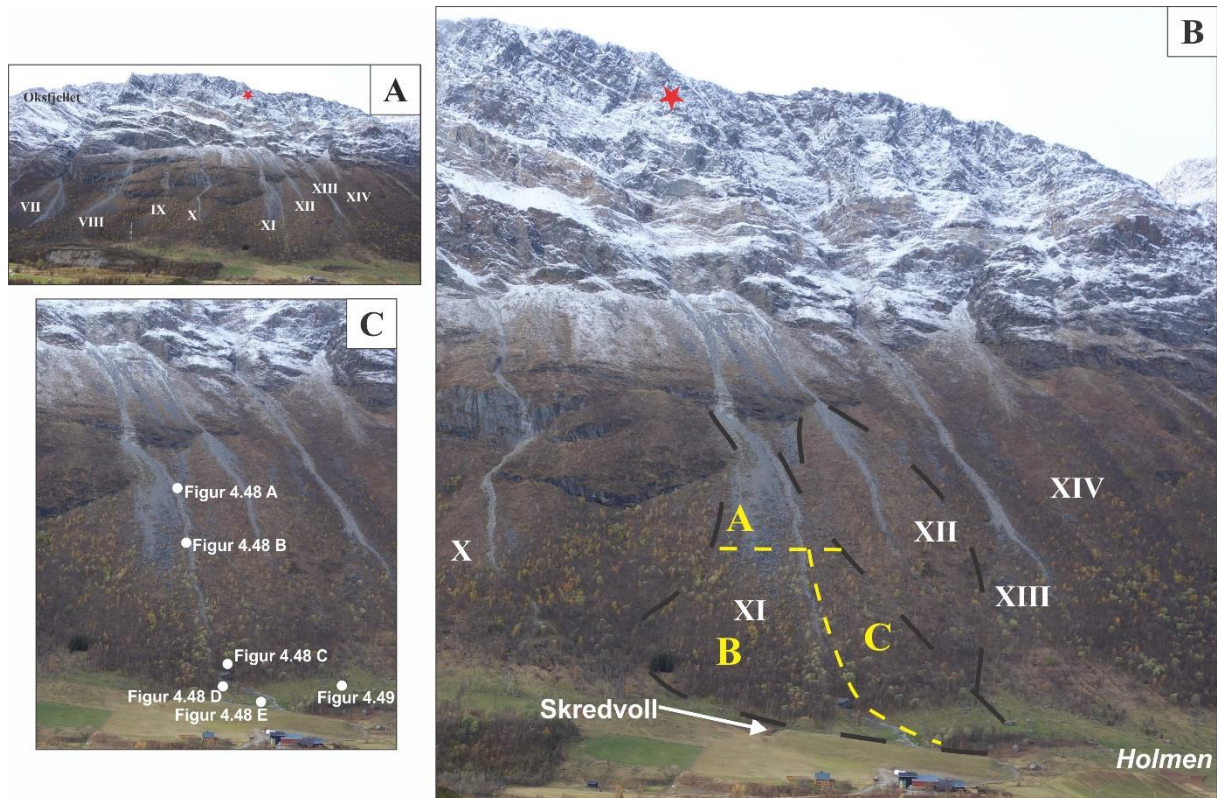 A
Oksfjellet
VII
VIII
IX
X
XI
XII
XIII
XIV
C
Figur 4.48 A
Figur 4.48 B
Figur 4.48 C
Figur 4.48 D
Figur 4.48 E
Figur 4.49
B
X
XI
XII
XIII
XIV
A
B
C
Skredvoll
Holmen